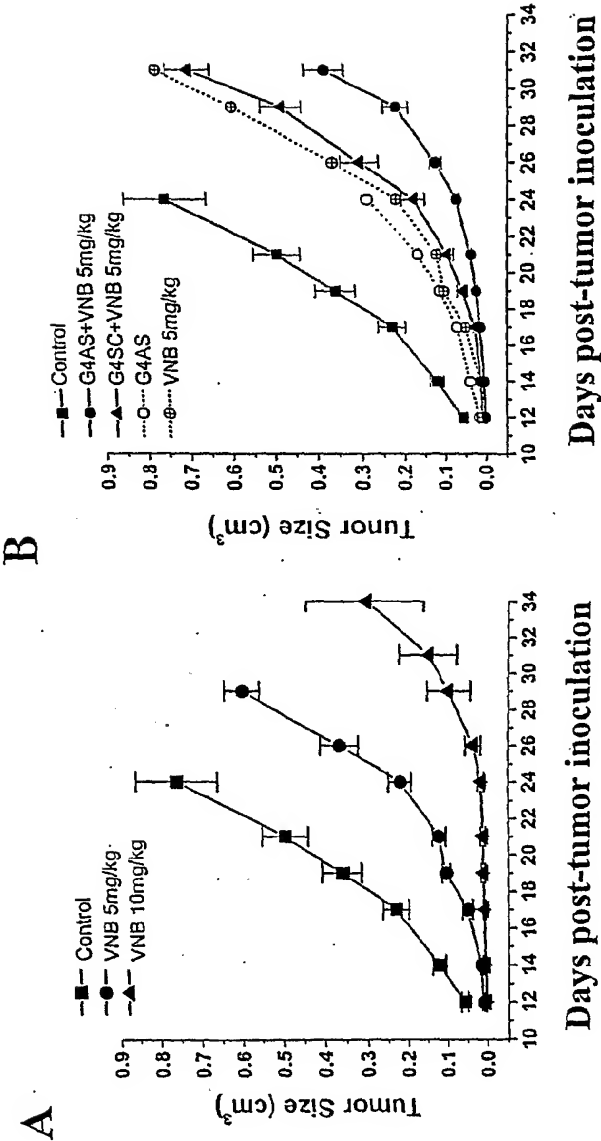 A
Tunor Size (cm³)
0.9
0.8
0.7
0.6
0.5
0.4
0.3
0.2
0.1
0.0
Control
VNB 5mg/kg
VNB 10mg/kg
10 12 14 16 18 20 22 24 26 28 30 32 34
Days post-tumor inoculation
B
Tunor Size (cm³)
0.9
0.8
0.7
0.6
0.5
0.4
0.3
0.2
0.1
0.0
Control
G4AS+VNB 5mg/kg
G4SC+VNB 5mg/kg
G4AS
VNB 5mg/kg
10 12 14 16 18 20 22 24 26 28 30 32 34
Days post-tumor inoculation